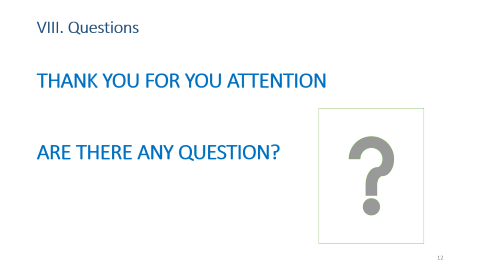 VIII. Questions
THANK YOU FOR YOU ATTENTION
ARE THERE ANY QUESTION?
?
12